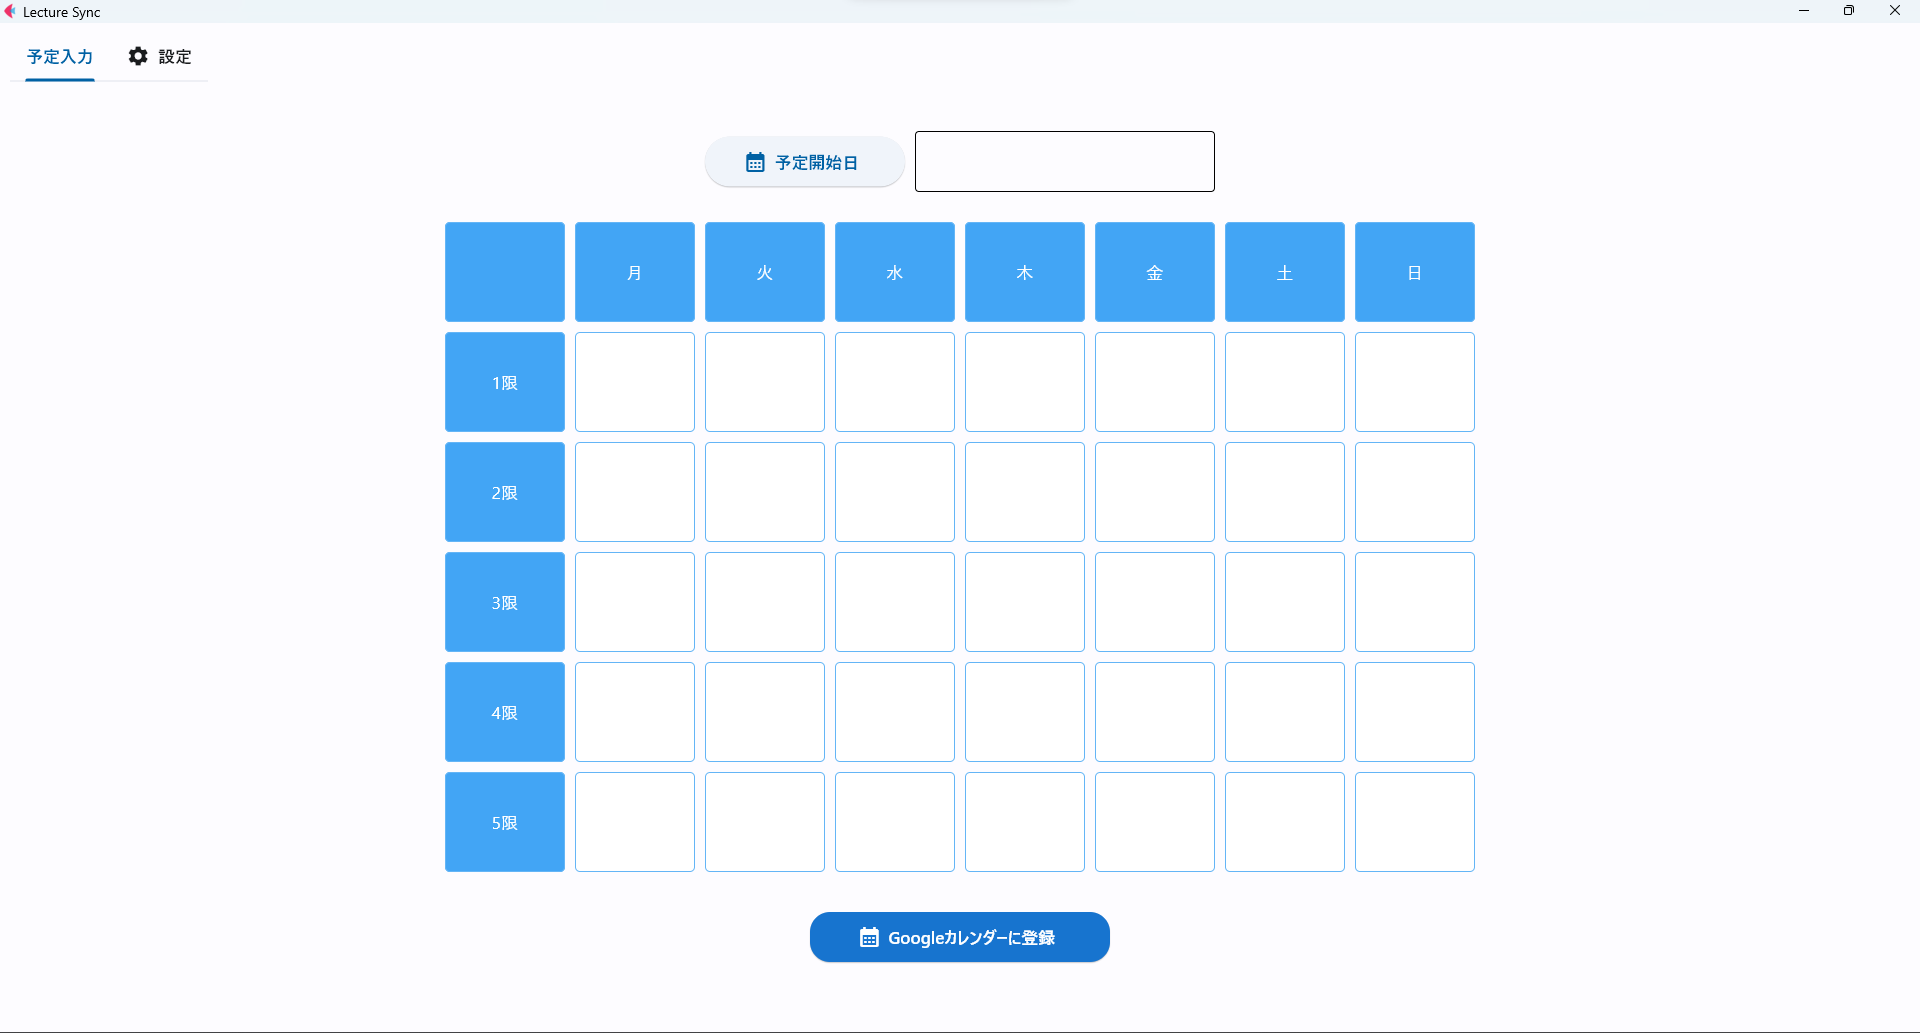 Lecture Sync
予定入力 設定
予定開始日
月 火 水 木 金 土 日
1限
2限
3限
4限
5限
Googleカレンダーに登録